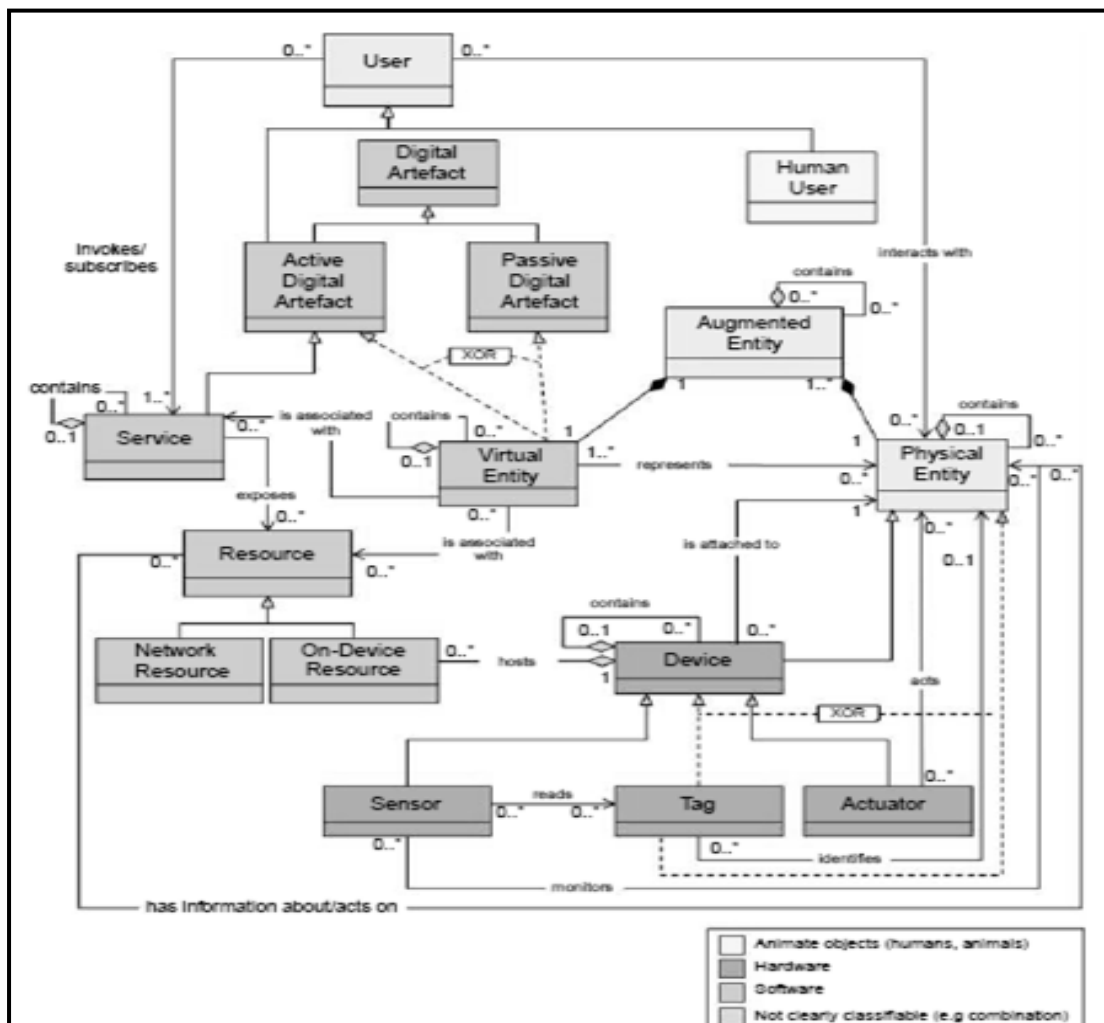 0..*
User
0..*
Digital
Artefact
Human
User
Invokes/
subscribes
Active
Digital
Artefact
Passive
Digital
Artefact
interacts with
contains
0..*
0..*
Augmented
Entity
XOR
1
1..*
contains
0..*
0..1
1..*
0..*
Service
is associated
with
contains
0..*
0..1
Virtual
Entity
1
1..*
represents
0..*
contains
0..1
0..*
1
0..*
Physical
Entity
0..*
0..*
exposes
0..*
0..*
is associated
with
0..*
Resource
0..*
is attached to
1
0..*
0..1
Network
Resource
On-Device
Resource
0..*
hosts
contains
0..1
0..*
1
Device
0..*
acts
XOR
Sensor
reads
0..*
0..*
Tag
0..*
Actuator
0..*
0..*
identifies
monitors
has information about/acts on
Animate objects (humans, animals)
Hardware
Software
Not clearly classifiable (e.g combination)